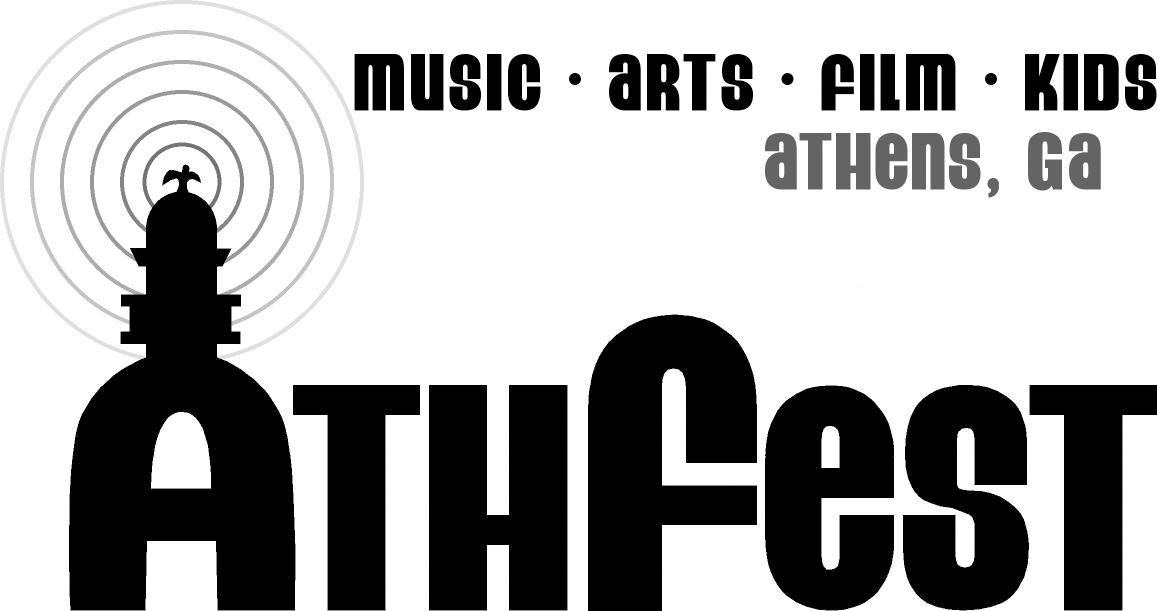 MUSIC · ARTS · FILM · KIDS
ATHENS, GA
ATHFEST